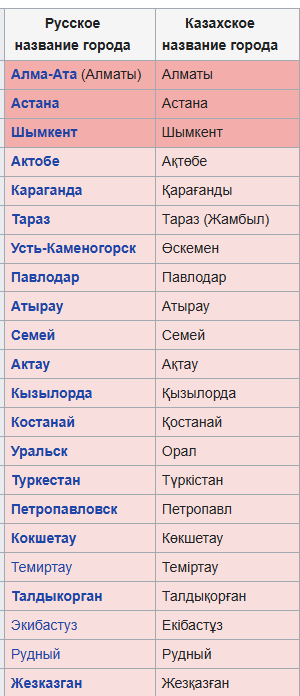 Русское название города Казахское название города
Алма-Ата (Алматы) Алматы
Астана Астана
Шымкент Шымкент
Актобе Ақтөбе
Караганда Қарағанды
Тараз Тараз (Жамбыл)
Усть-Каменогорск Өскемен
Павлодар Павлодар
Атырау Атырау
Семей Семей
Актау Ақтау
Кызылорда Қызылорда
Костанай Қостанай
Уральск Орал
Туркестан Түркістан
Петропавловск Петропавл
Кокшетау Көкшетау
Темиртау Теміртау
Талдыкорган Талдықорған
Экибастуз Екібастұз
Рудный Рудный
Жезказган Жезқазған